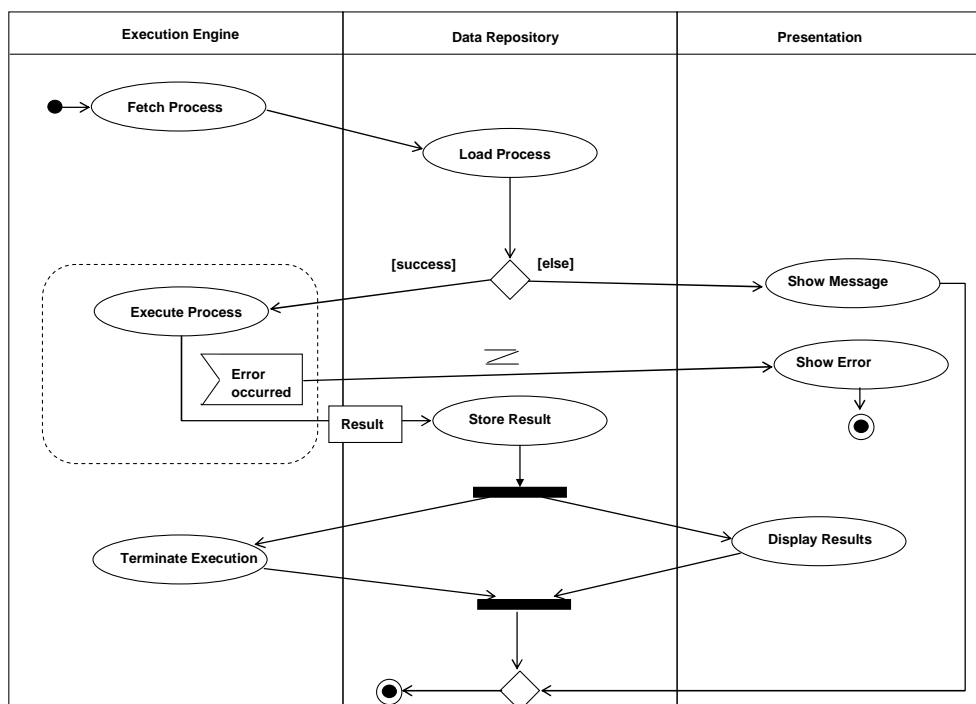 Execution Engine
Data Repository
Presentation
Fetch Process
Load Process
[success]
[else]
Show Message
Execute Process
Show Error
Error
occurred
Result
Store Result
Terminate Execution
Display Results